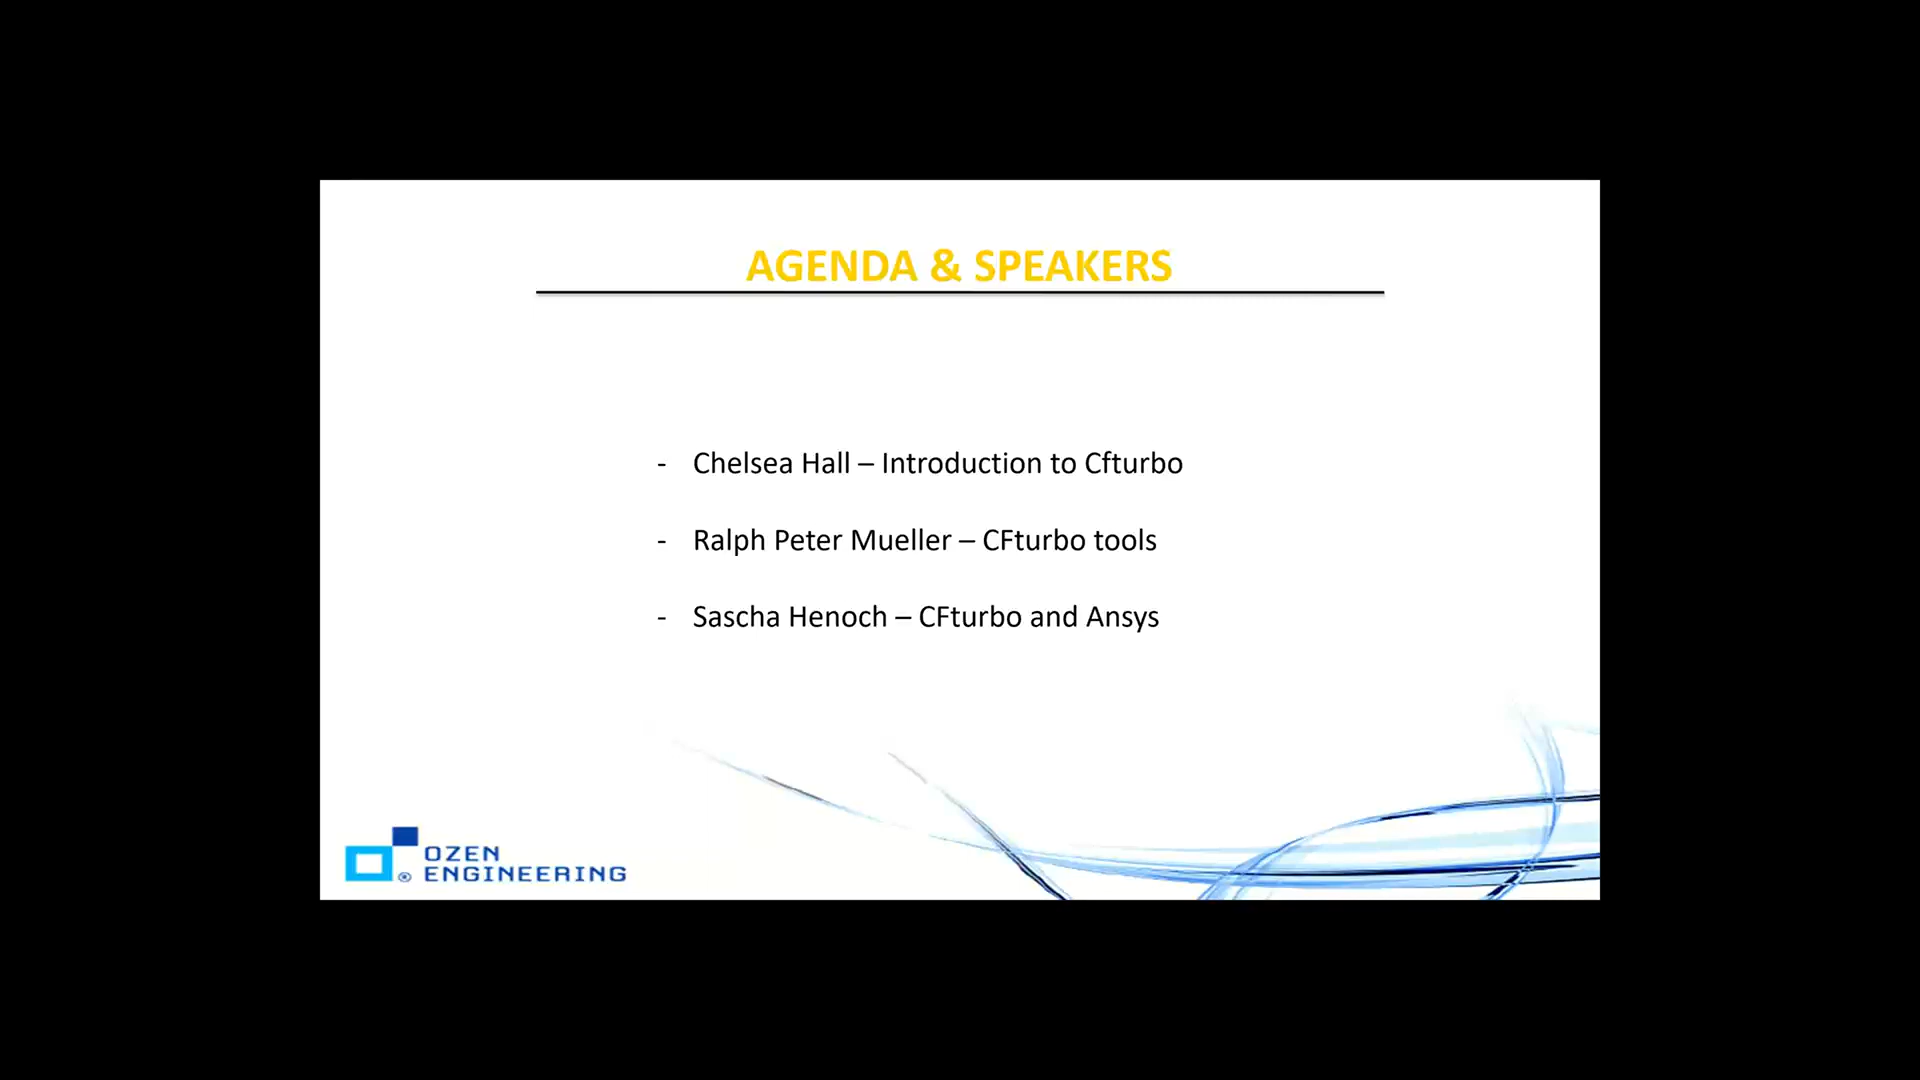 AGENDA & SPEAKERS
- Chelsea Hall – Introduction to Cfturbo
- Ralph Peter Mueller – CFturbo tools
- Sascha Henoch – CFturbo and Ansys
OZEN
® ENGINEERING